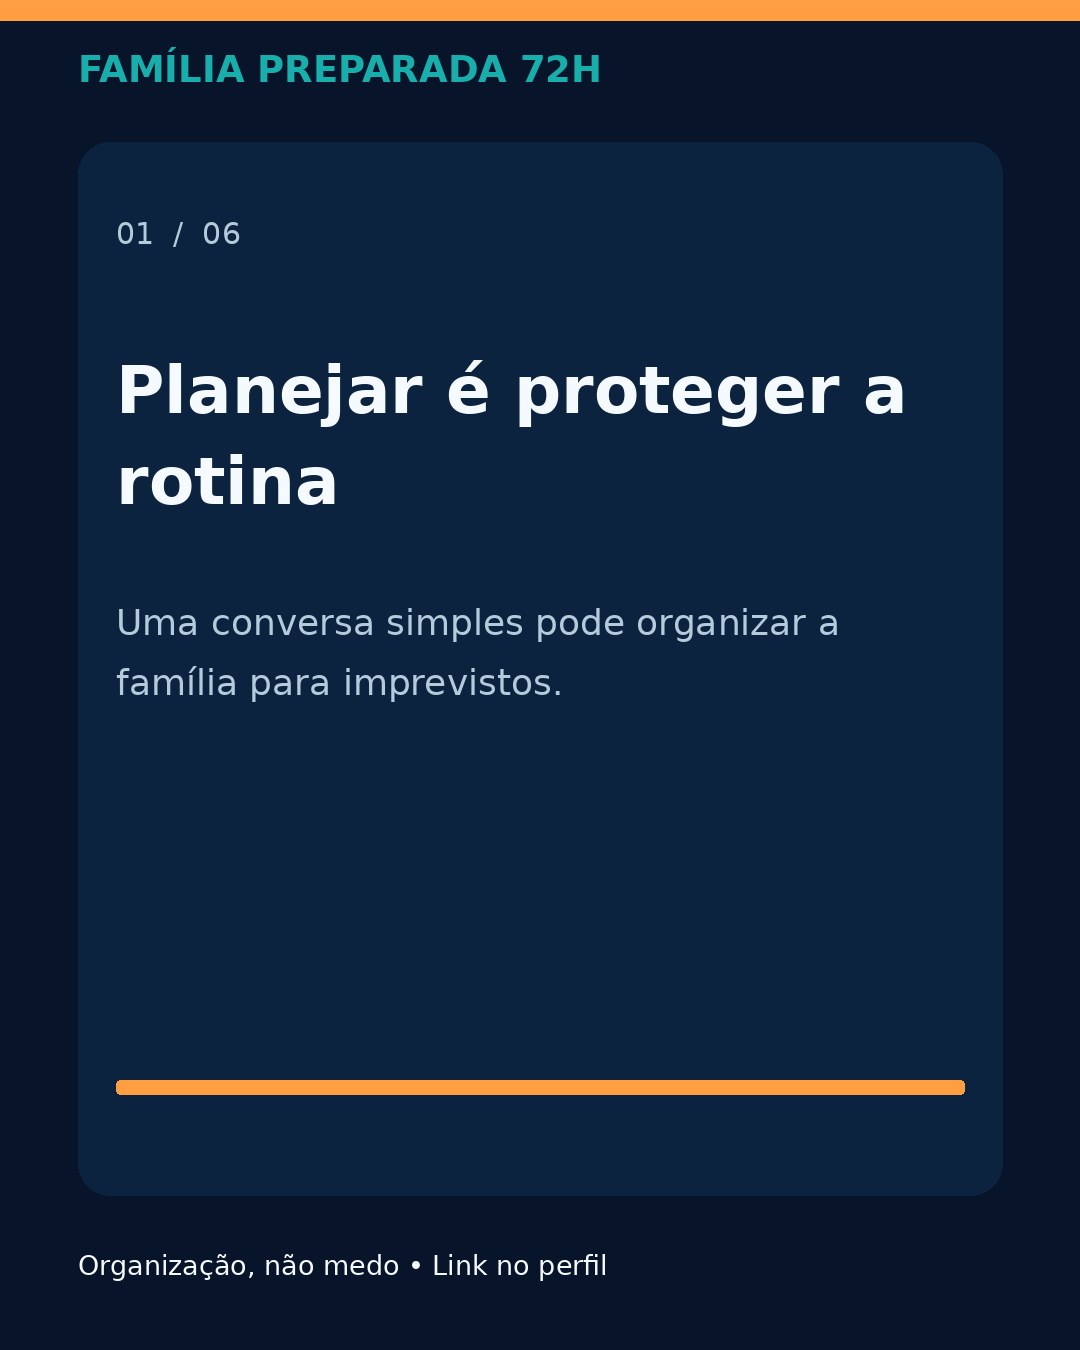 FAMÍLIA PREPARADA 72H
01 / 06
Planejar é proteger a
rotina
Uma conversa simples pode organizar a
família para imprevistos.
Organização, não medo • Link no perfil